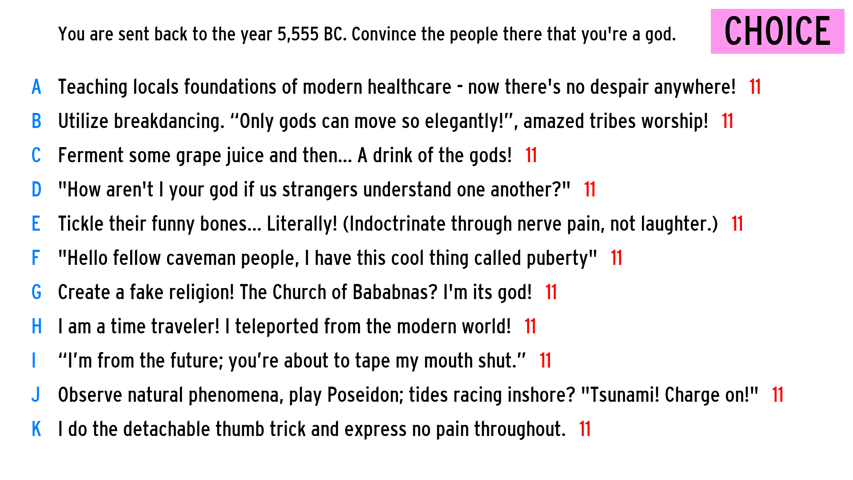 You are sent back to the year 5,555 BC. Convince the people there that you're a god.
CHOICE
A Teaching locals foundations of modern healthcare - now there's no despair anywhere! 11
B Utilize breakdancing. “Only gods can move so elegantly!”, amazed tribes worship! 11
C Ferment some grape juice and then... A drink of the gods! 11
D "How aren't I your god if us strangers understand one another?" 11
E Tickle their funny bones... Literally! (Indoctrinate through nerve pain, not laughter.) 11
F "Hello fellow caveman people, I have this cool thing called puberty" 11
G Create a fake religion! The Church of Bababnas? I'm its god! 11
H I am a time traveler! I teleported from the modern world! 11
I “I’m from the future; you’re about to tape my mouth shut.” 11
J Observe natural phenomena, play Poseidon; tides racing inshore? "Tsunami! Charge on!" 11
K I do the detachable thumb trick and express no pain throughout. 11